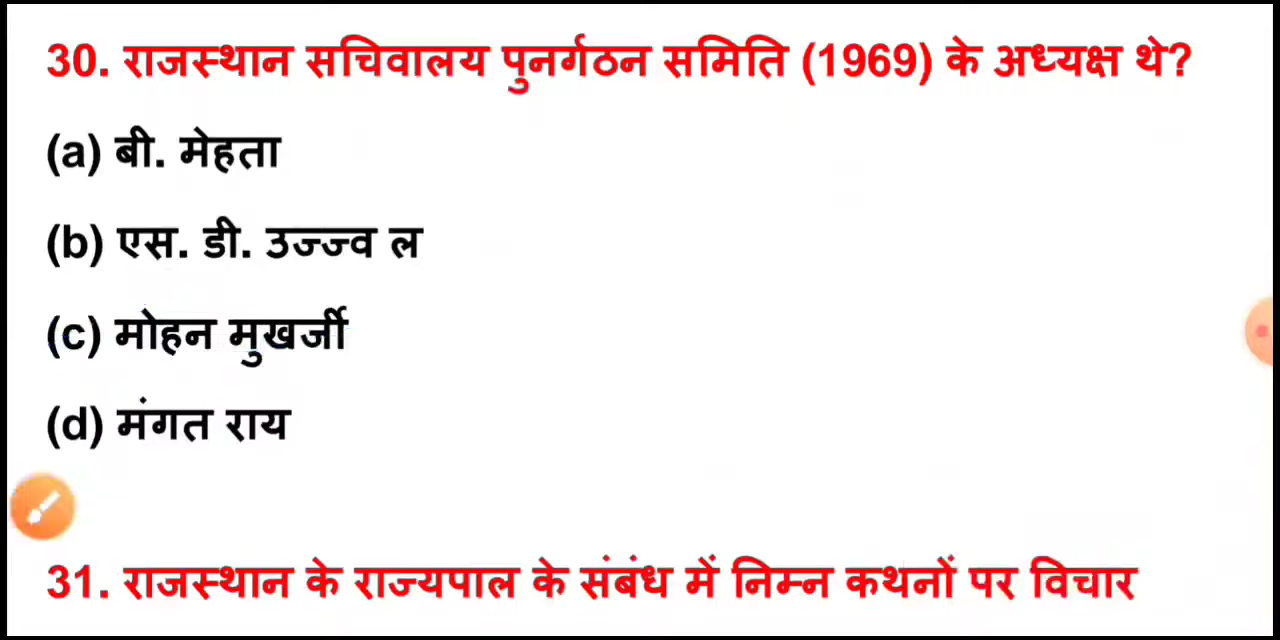 30. राजस्थान सचिवालय पुनर्गठन समिति (1969) के अध्यक्ष थे?
(a) बी. मेहता
(b) एस. डी. उज्ज्व ल
(c) मोहन मुखर्जी
(d) मंगत राय
31. राजस्थान के राज्यपाल के संबंध में निम्न कथनों पर विचार